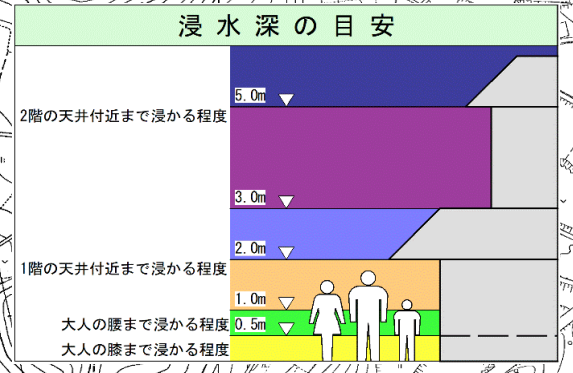 浸水深の目安
5.0m
2階の天井付近まで浸かる程度
3.0m
2.0m
1階の天井付近まで浸かる程度
1.0m
大人の腰まで浸かる程度
0.5m
大人の膝まで浸かる程度